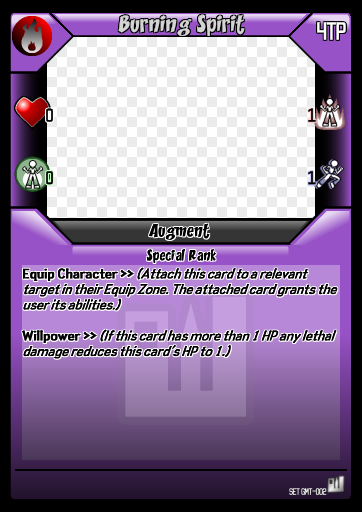 Burning Spirit
4TP
0
1
0
1
Augment
Special Rank
Equip Character >> (Attach this card to a relevant
target in their Equip Zone. The attached card grants the
user its abilities.)
Willpower >> (If this card has more than 1 HP any lethal
damage reduces this card's HP to 1.)
SET GMT-002